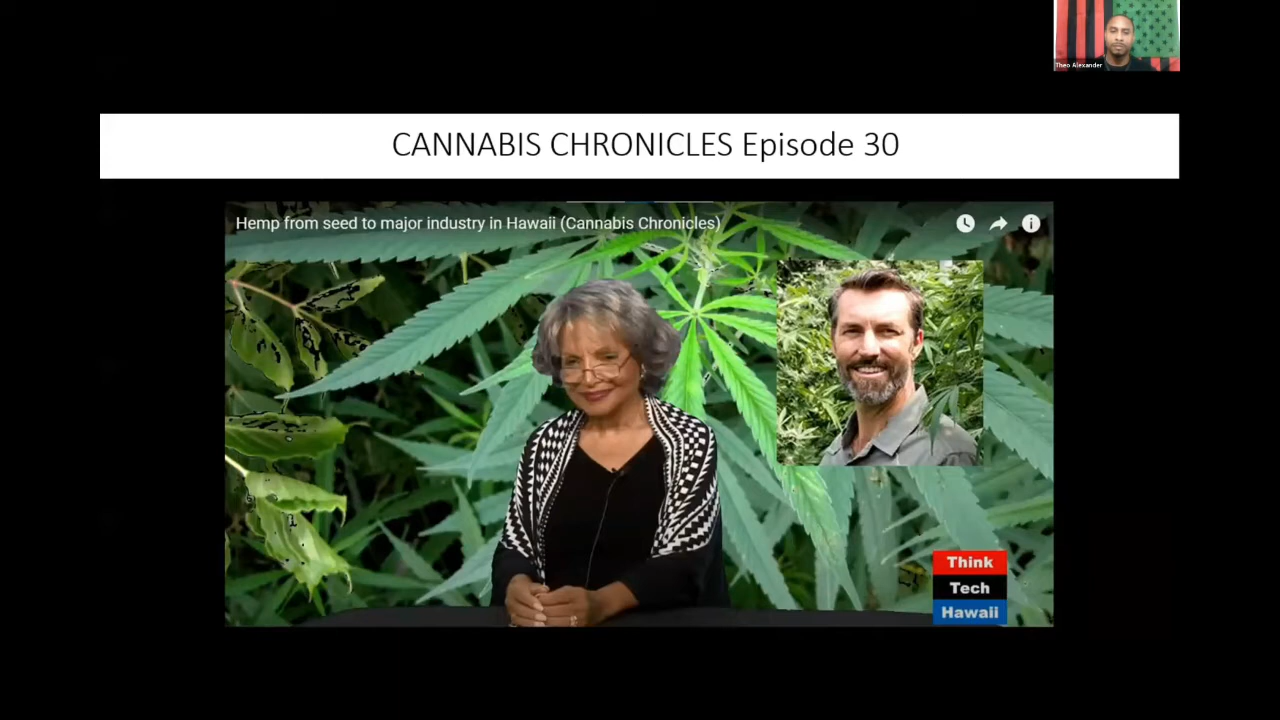 Theo Alexander
CANNABIS CHRONICLES Episode 30
Hemp from seed to major industry in Hawaii (Cannabis Chronicles)
Think
Tech
Hawaii